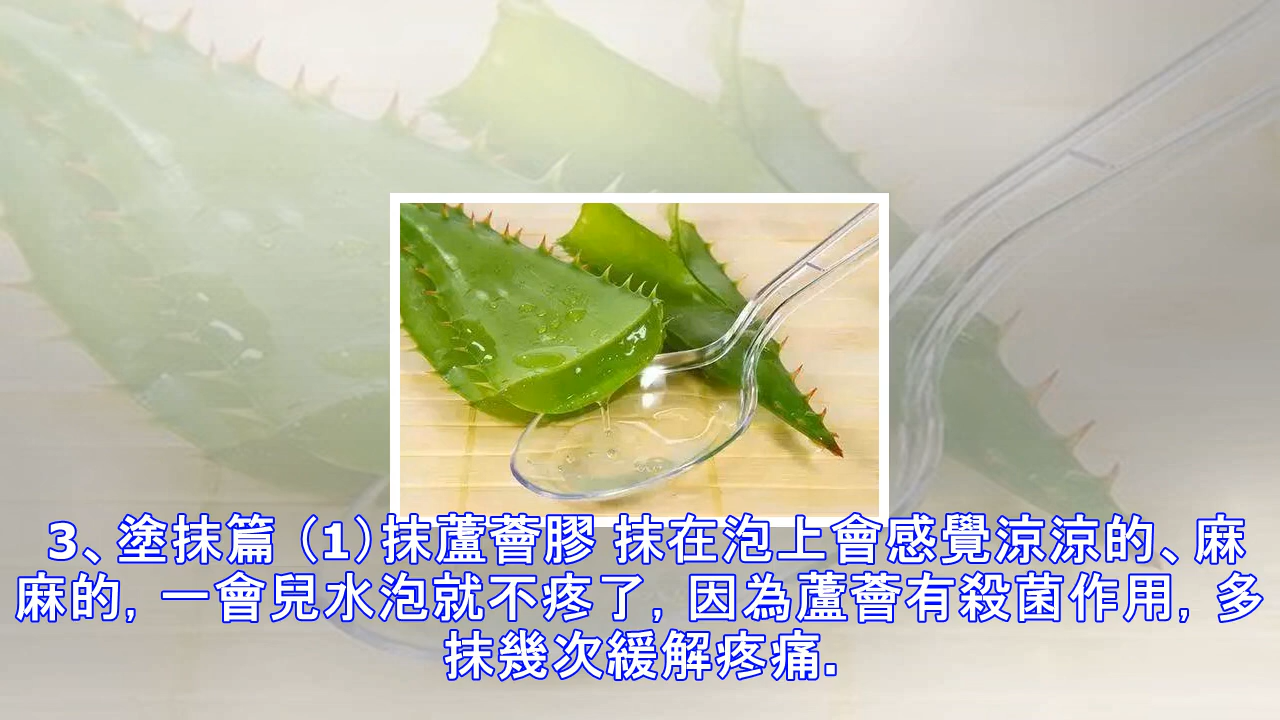 3、塗抹篇 (1)抹蘆薈膠 抹在泡上會感覺涼涼的、麻
麻的, 一會兒水泡就不疼了, 因為蘆薈有殺菌作用, 多
抹幾次緩解疼痛.